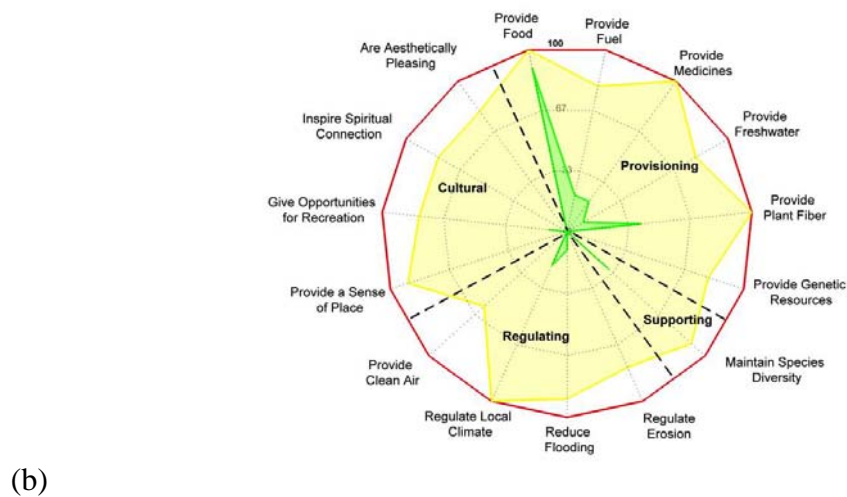 Provide
Food
100
Provide
Fuel
Provide
Medicines
Provide
Freshwater
Provide
Plant Fiber
Provide Genetic
Resources
Maintain Species
Diversity
Regulate
Erosion
Reduce
Flooding
Regulate Local
Climate
Provide
Clean Air
Provide a Sense
of Place
Give Opportunities
for Recreation
Inspire Spiritual
Connection
Are Aesthetically
Pleasing
67
Provisioning
Cultural
Regulating
Supporting
(b)